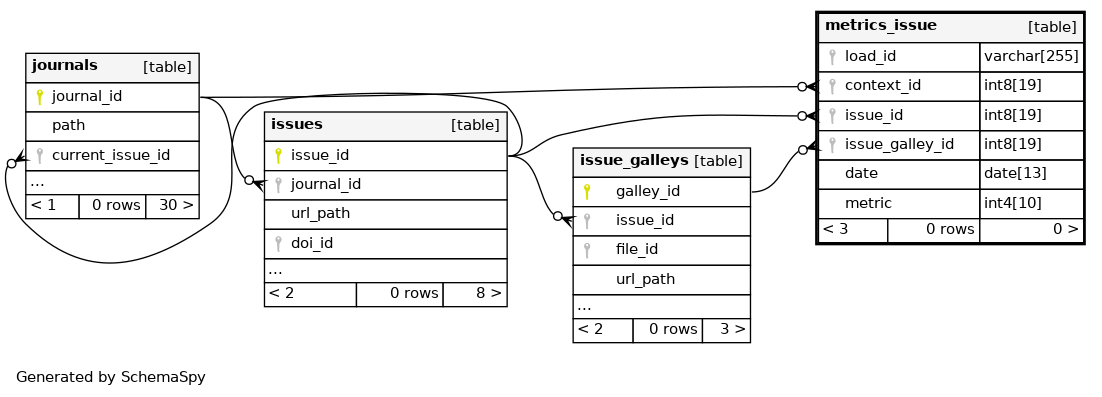 journals [table]
journal_id
path
current_issue_id
...
< 1 0 rows 30 >
issues [table]
issue_id
journal_id
url_path
doi_id
...
< 2 0 rows 8 >
issue_galleys [table]
galley_id
issue_id
file_id
url_path
...
< 2 0 rows 3 >
metrics_issue [table]
load_id varchar[255]
context_id int8[19]
issue_id int8[19]
issue_galley_id int8[19]
date date[13]
metric int4[10]
< 3 0 rows 0 >
Generated by SchemaSpy